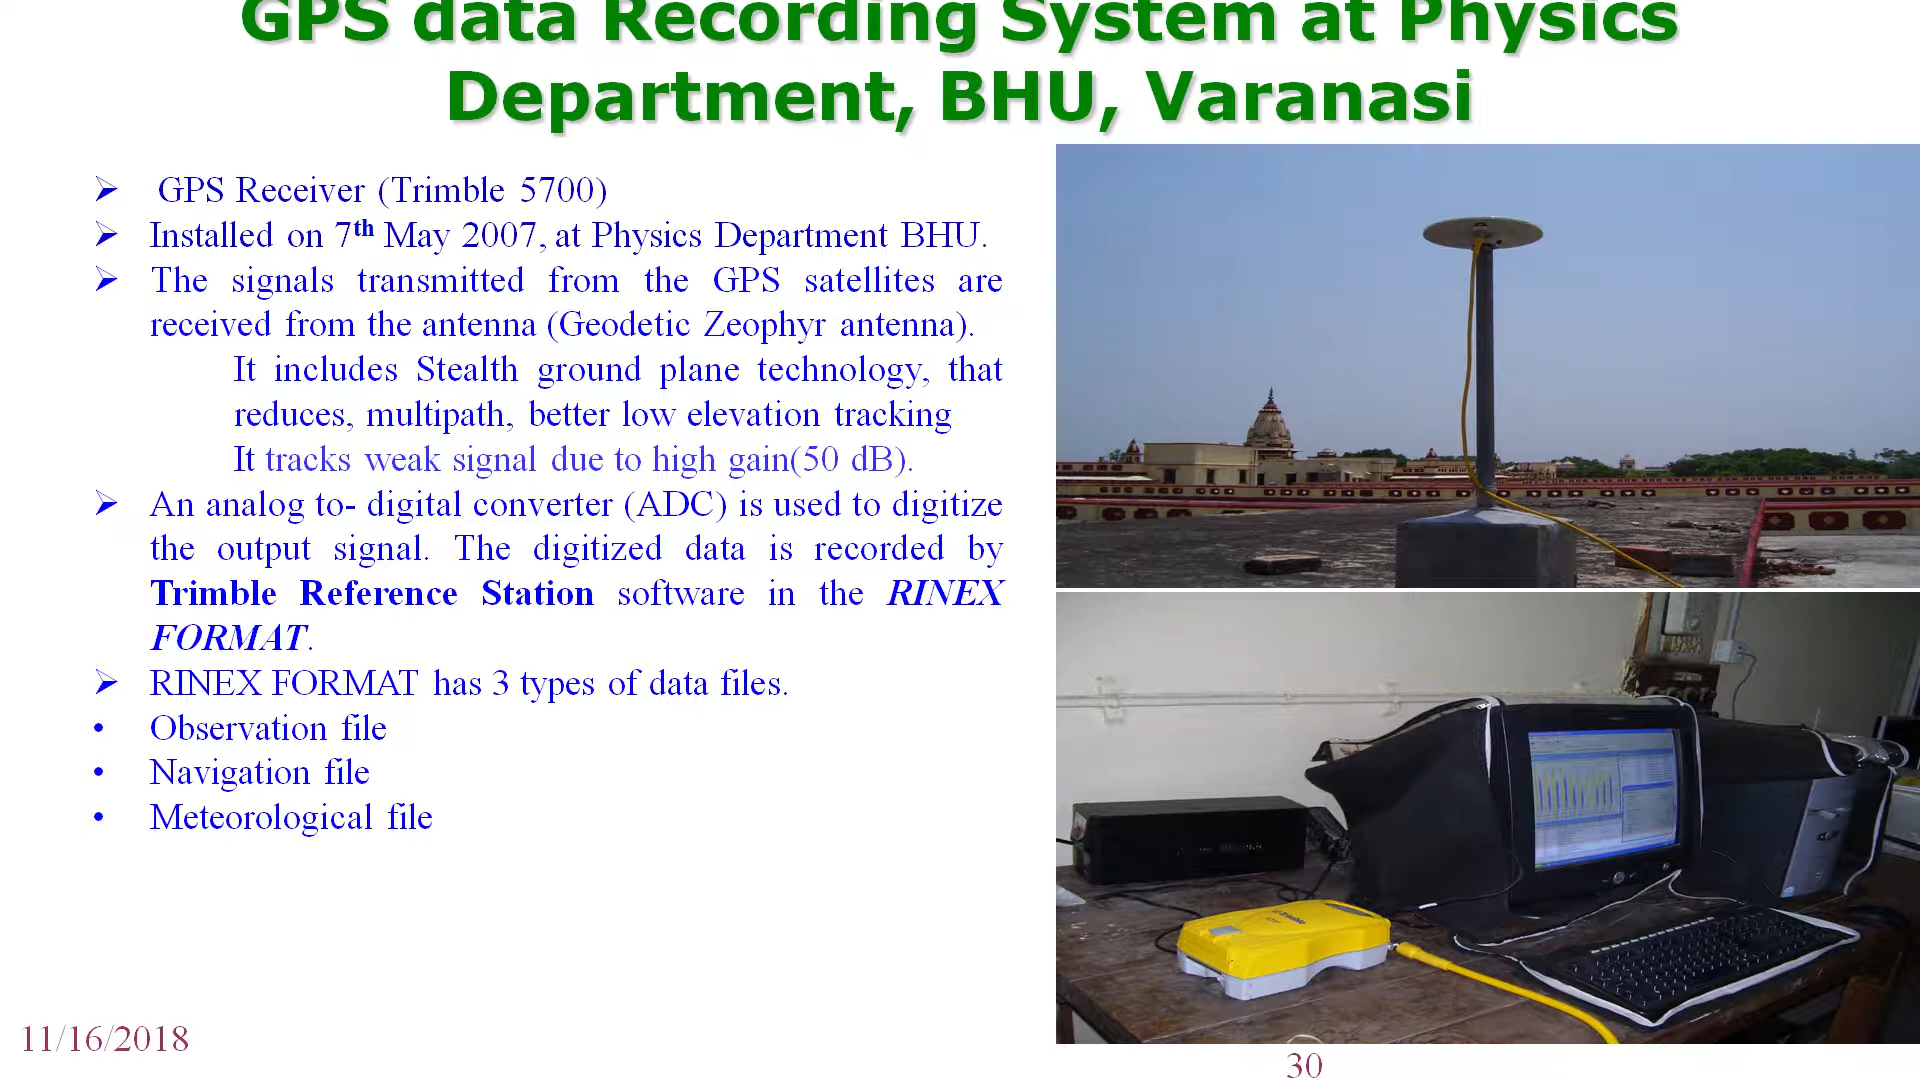 GPS data Recording System at Physics
Department, BHU, Varanasi
➢ GPS Receiver (Trimble 5700)
➢ Installed on 7th May 2007, at Physics Department BHU.
➢ The signals transmitted from the GPS satellites are
received from the antenna (Geodetic Zeophyr antenna).
It includes Stealth ground plane technology, that
reduces, multipath, better low elevation tracking
It tracks weak signal due to high gain(50 dB).
➢ An analog to- digital converter (ADC) is used to digitize
the output signal. The digitized data is recorded by
Trimble Reference Station software in the RINEX
FORMAT.
➢ RINEX FORMAT has 3 types of data files.
• Observation file
• Navigation file
• Meteorological file
Trimble
11/16/2018
30